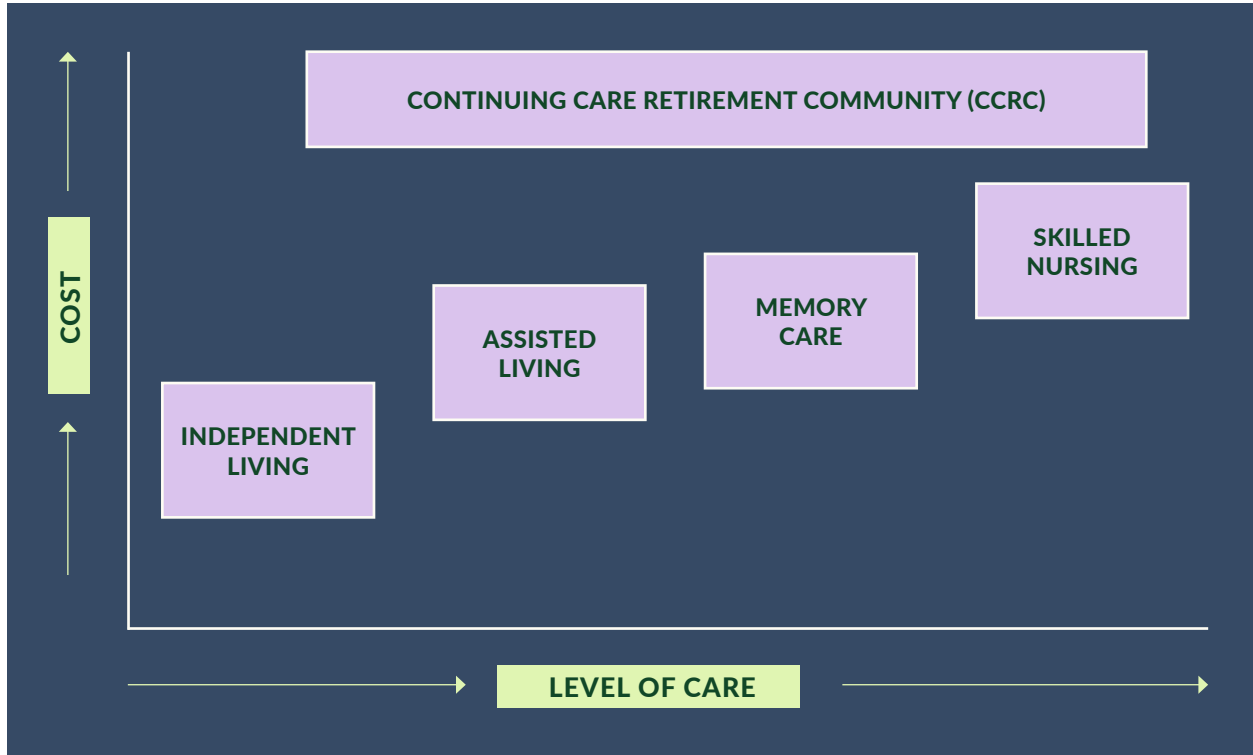 CONTINUING CARE RETIREMENT COMMUNITY (CCRC)
SKILLED
NURSING
MEMORY
CARE
ASSISTED
LIVING
INDEPENDENT
LIVING
COST
LEVEL OF CARE